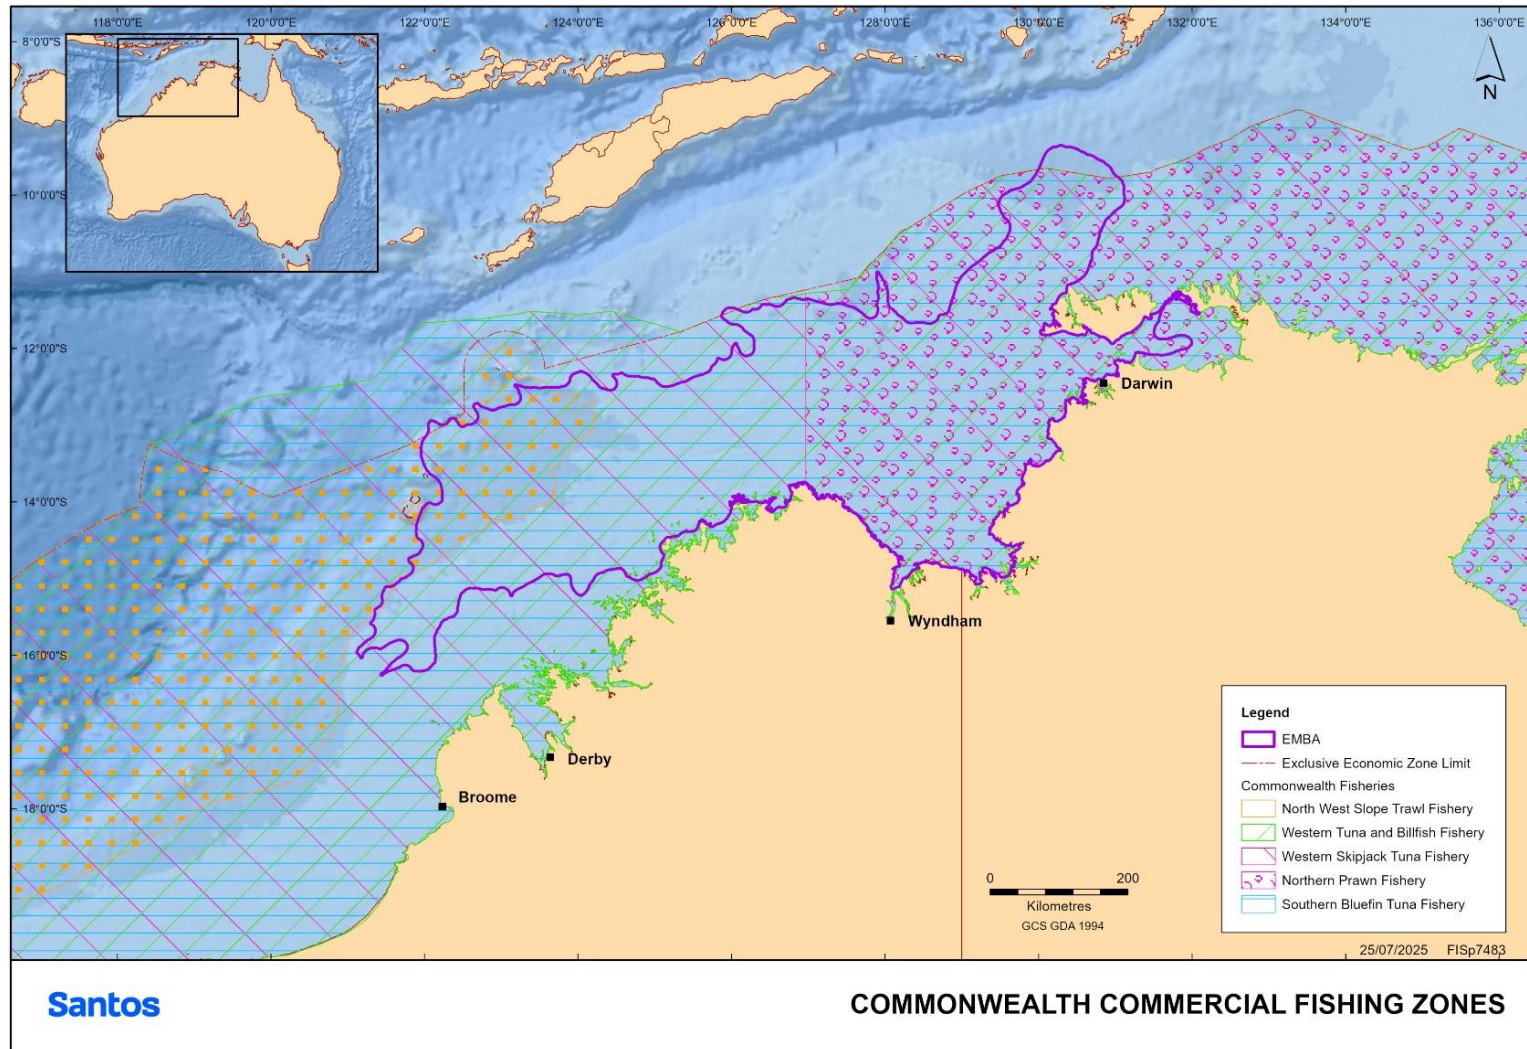 118°0'0"E 120°0'0"E 122°0'0"E 124°0'0"E 126°0'0"E 128°0'0"E 130°0'0"E 132°0'0"E 134°0'0"E 136°0'0"E
8°0'0"S
N
10°0'0"S
12°0'0"S
Darwin
14°0'0"S
Wyndham
16°0'0"S
Derby
Broome
18°0'0"S
0 200
Kilometres
GCS GDA 1994
Legend
EMBA
Exclusive Economic Zone Limit
Commonwealth Fisheries
North West Slope Trawl Fishery
Western Tuna and Billfish Fishery
Western Skipjack Tuna Fishery
Northern Prawn Fishery
Southern Bluefin Tuna Fishery
25/07/2025 FISp7483
Santos
COMMONWEALTH COMMERCIAL FISHING ZONES